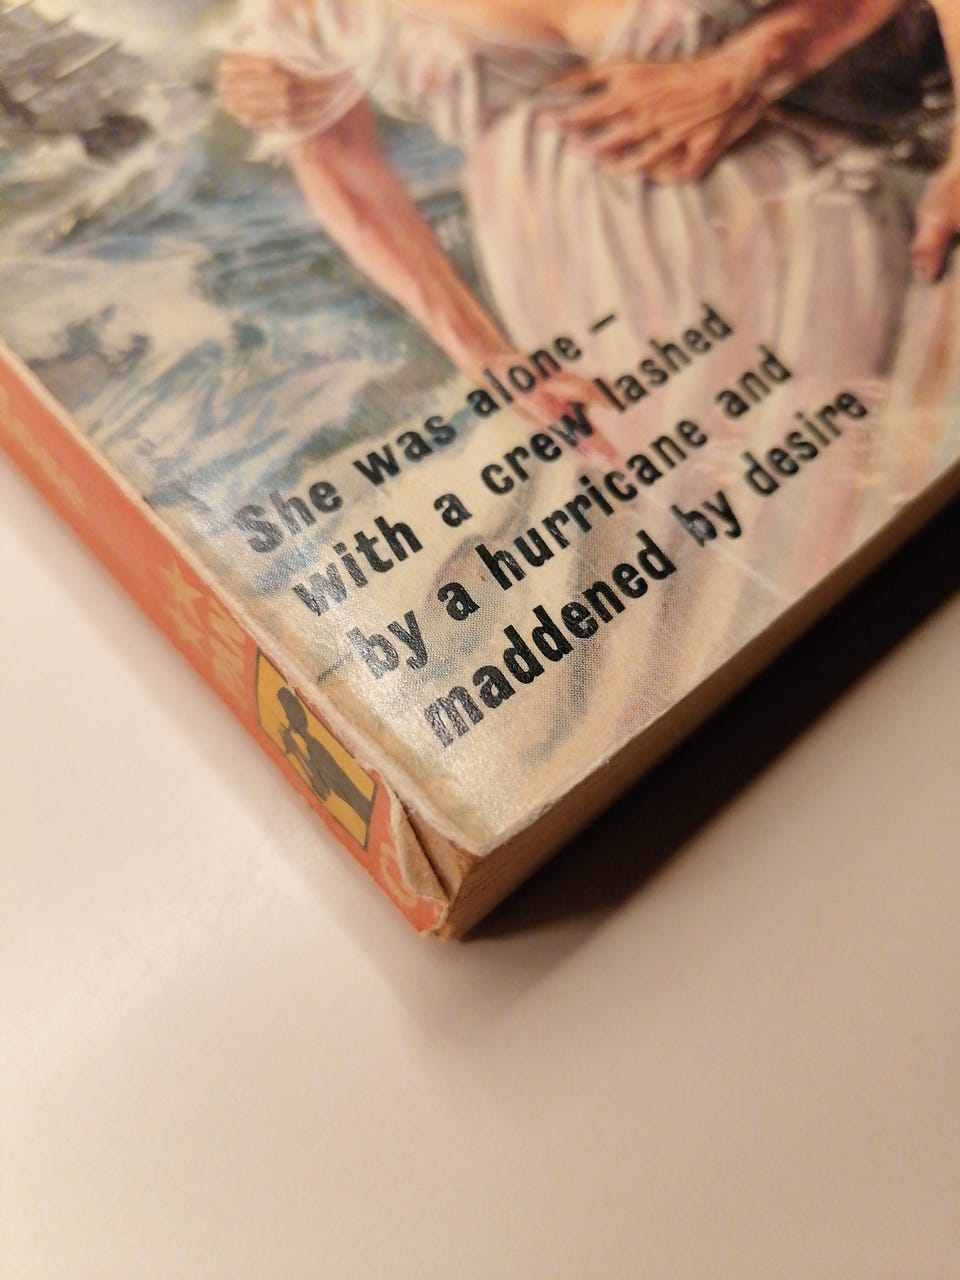 She was alone –
with a crew lashed
by a hurricane and
maddened by desire